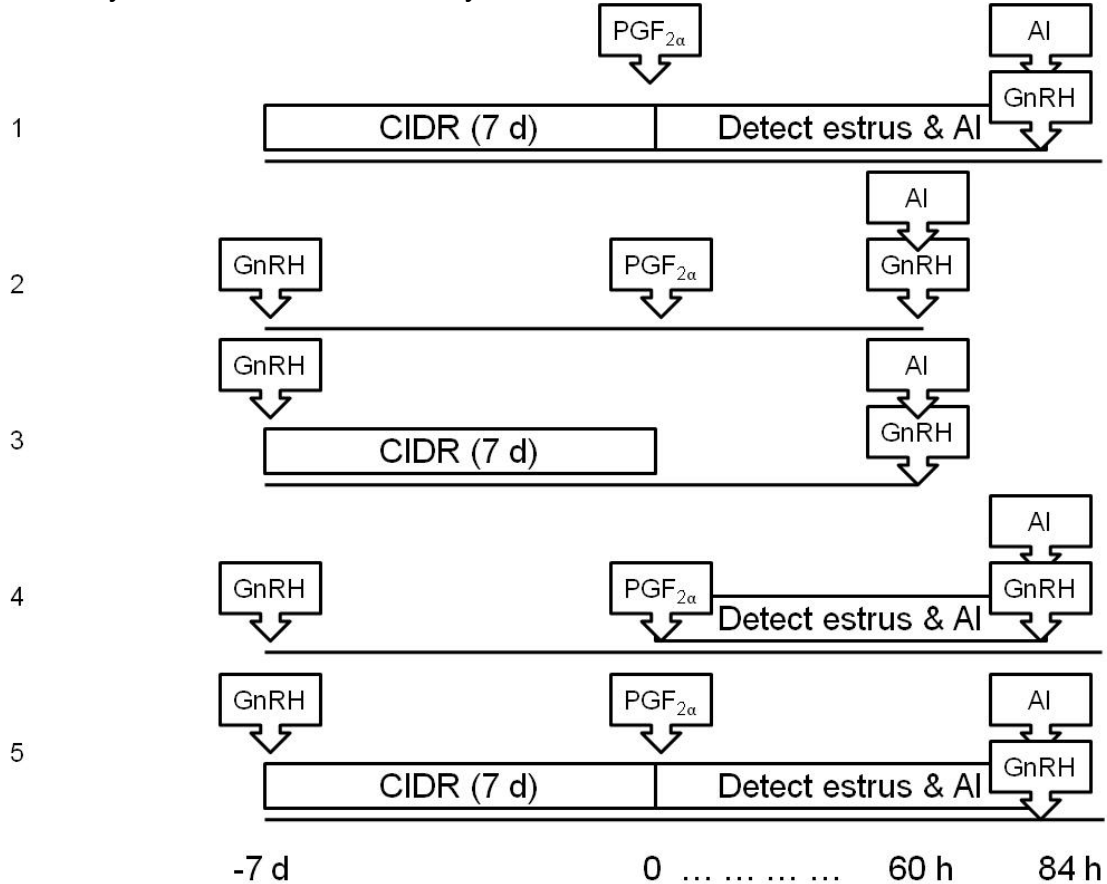 PGF2α
AI
GnRH
1
CIDR (7 d)
Detect estrus & AI
AI
GnRH
PGF2α
GnRH
2
GnRH
AI
GnRH
3
CIDR (7 d)
AI
4
GnRH
PGF2α
GnRH
Detect estrus & AI
GnRH
PGF2α
AI
5
GnRH
CIDR (7 d)
Detect estrus & AI
-7 d
0 ... ... ... ...
60 h
84 h